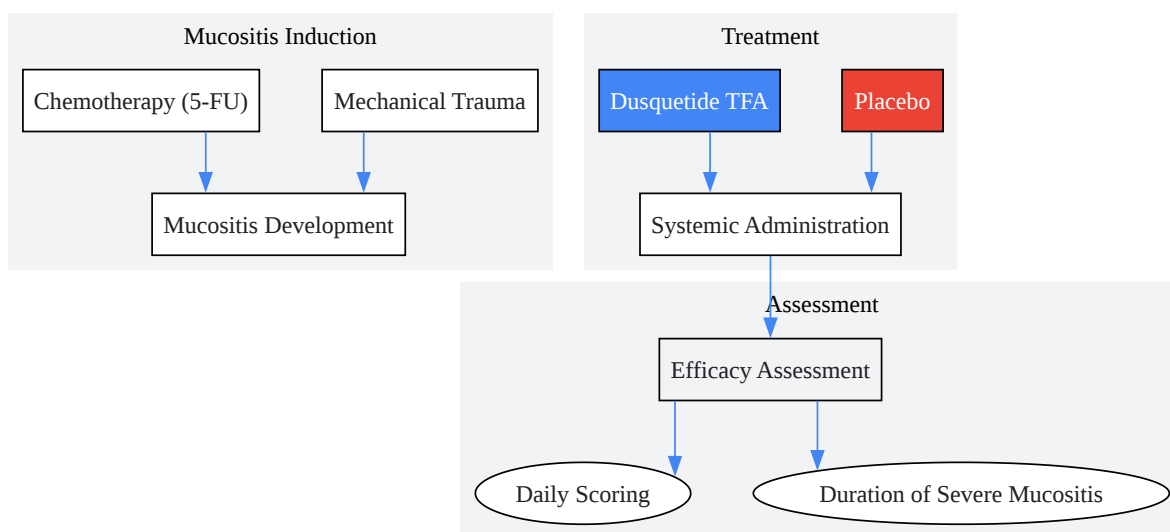 Mucositis Induction
Chemotherapy (5-FU)
Mechanical Trauma
Mucositis Development
Treatment
Dusquetide TFA
Placebo
Systemic Administration
Assessment
Efficacy Assessment
Daily Scoring
Duration of Severe Mucositis